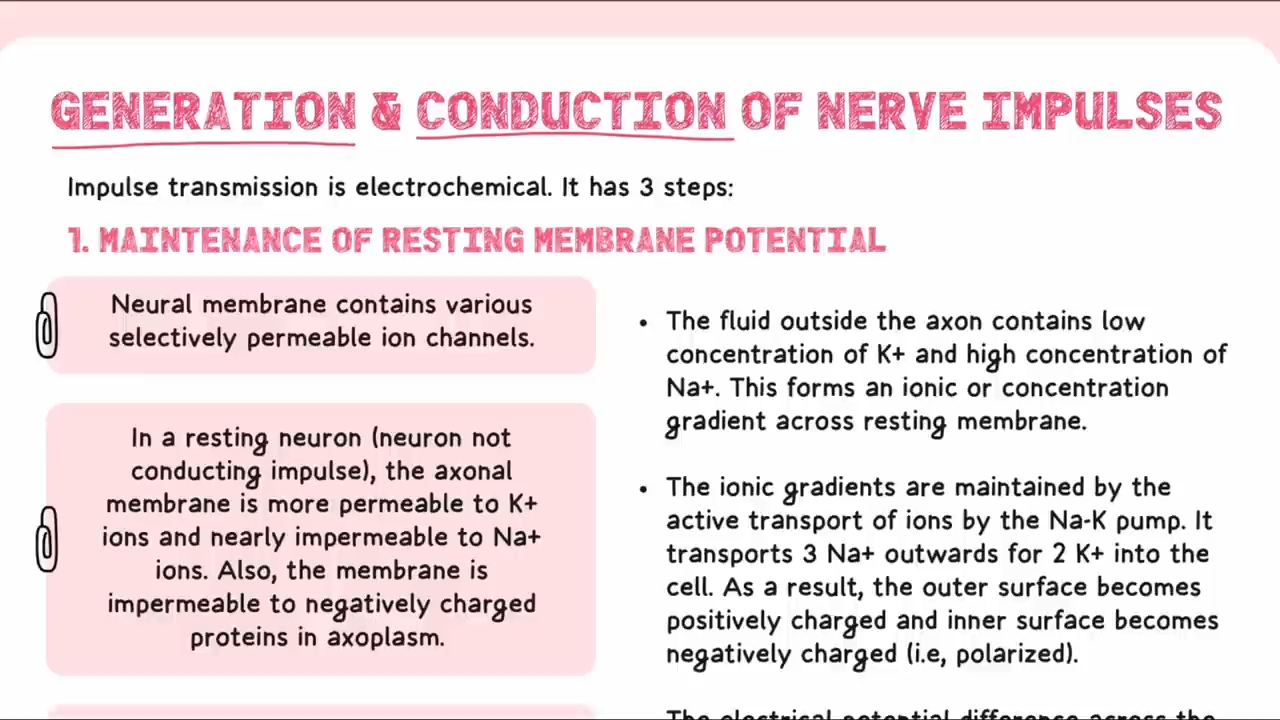 GENERATION & CONDUCTION OF NERVE IMPULSES
Impulse transmission is electrochemical. It has 3 steps:
1. MAINTENANCE OF RESTING MEMBRANE POTENTIAL
Neural membrane contains various
selectively permeable ion channels.
In a resting neuron (neuron not
conducting impulse), the axonal
membrane is more permeable to K+
ions and nearly impermeable to Na+
ions. Also, the membrane is
impermeable to negatively charged
proteins in axoplasm.
• The fluid outside the axon contains low
concentration of K+ and high concentration of
Na+. This forms an ionic or concentration
gradient across resting membrane.
• The ionic gradients are maintained by the
active transport of ions by the Na-K pump. It
transports 3 Na+ outwards for 2 K+ into the
cell. As a result, the outer surface becomes
positively charged and inner surface becomes
negatively charged (i.e, polarized).
The electrical potential difference across the